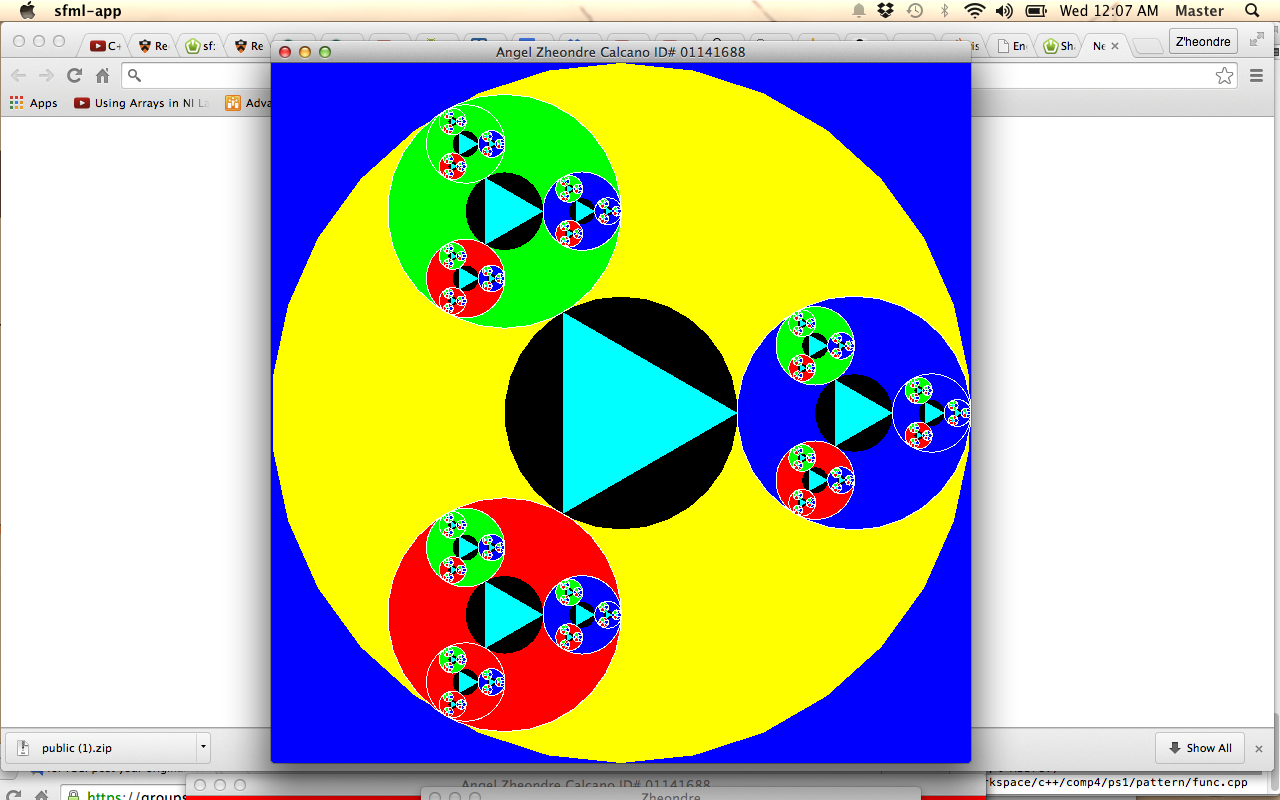 sfml-app
Wed 12:07 AM Master
C+
Re
sf:
Re
is
En
Sh
Ne
Z'heondre
Angel Zheondre Calcano ID# 01141688
Apps
Using Arrays in NI La
Adva
public (1).zip
Show All
Angel Zheondre Calcano ID# 01141688
rkspace/c++/comp4/ps1/pattern/func.cpp
https://groups
Zheondre